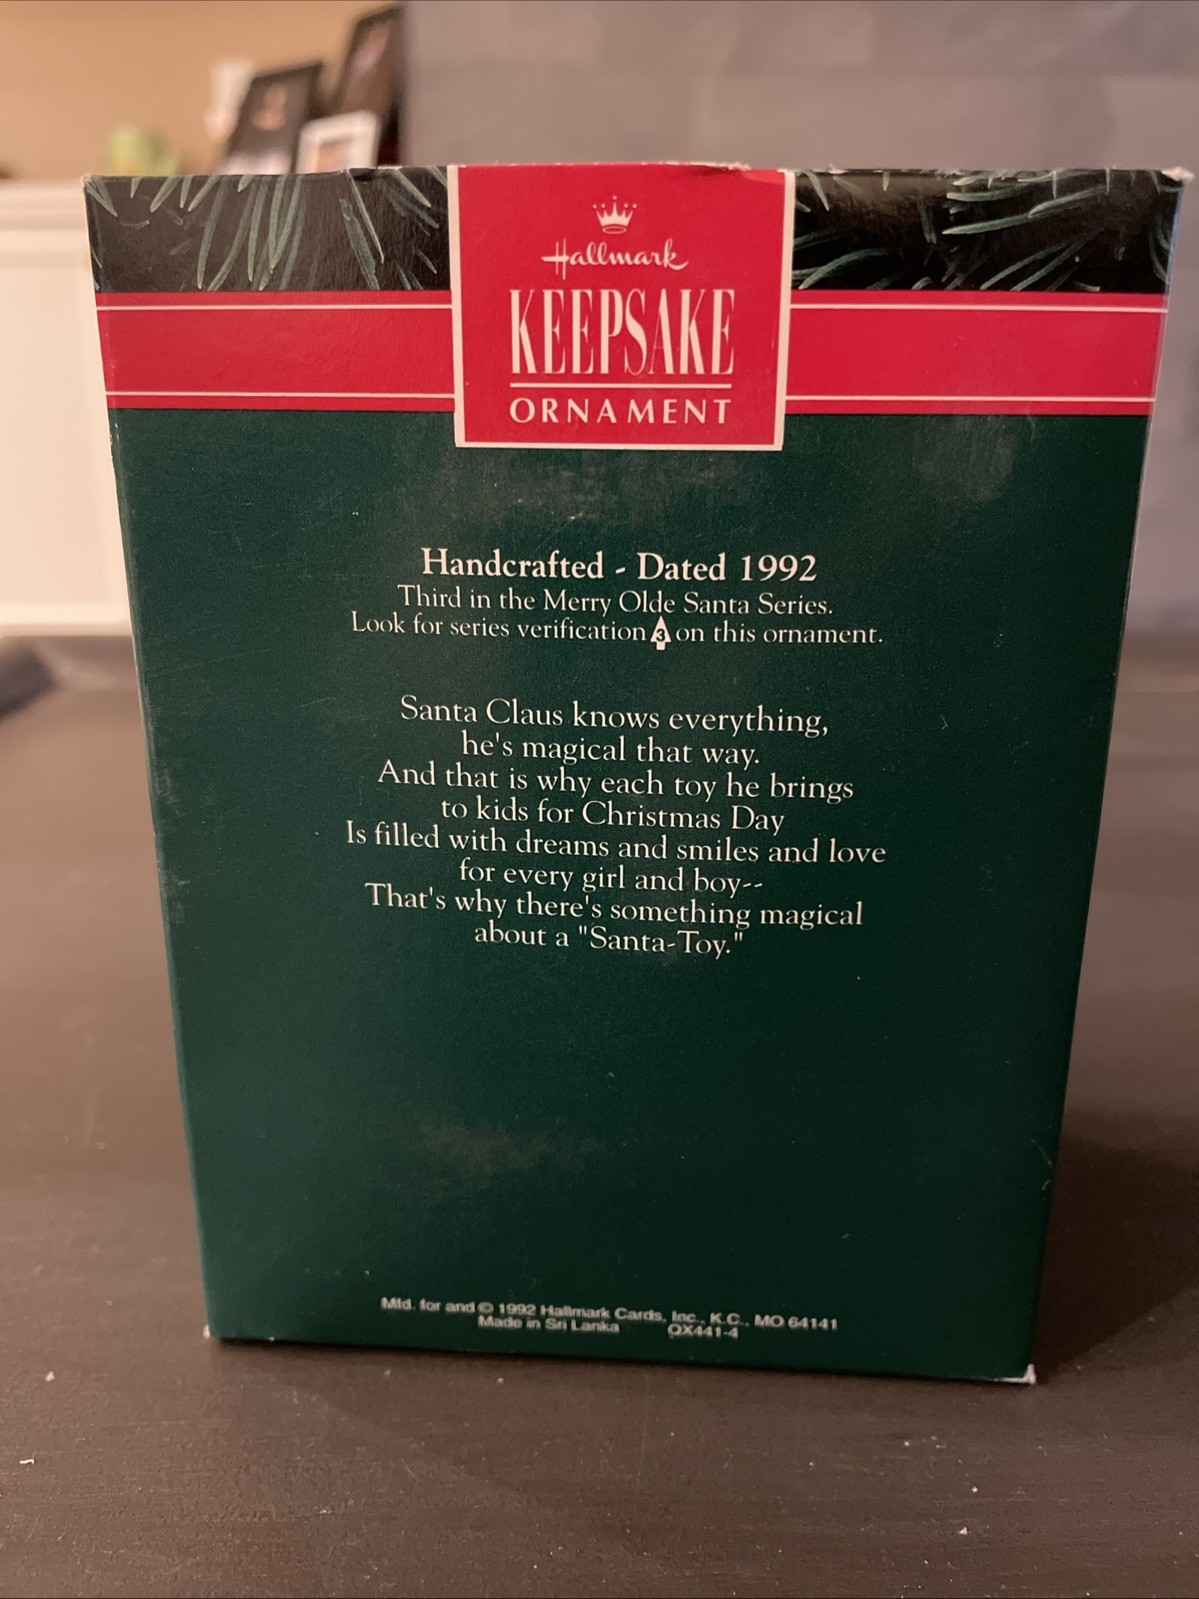 Hallmark
KEEPSAKE
ORNAMENT
Handcrafted - Dated 1992
Third in the Merry Olde Santa Series.
Look for series verification 3 on this ornament.
Santa Claus knows everything,
he's magical that way.
And that is why each toy he brings
to kids for Christmas Day
Is filled with dreams and smiles and love
for every girl and boy--
That's why there's something magical
about a "Santa-Toy."
Mfd. for and © 1992 Hallmark Cards, Inc., K.C., MO 64141
Made in Sri Lanka QX441-4